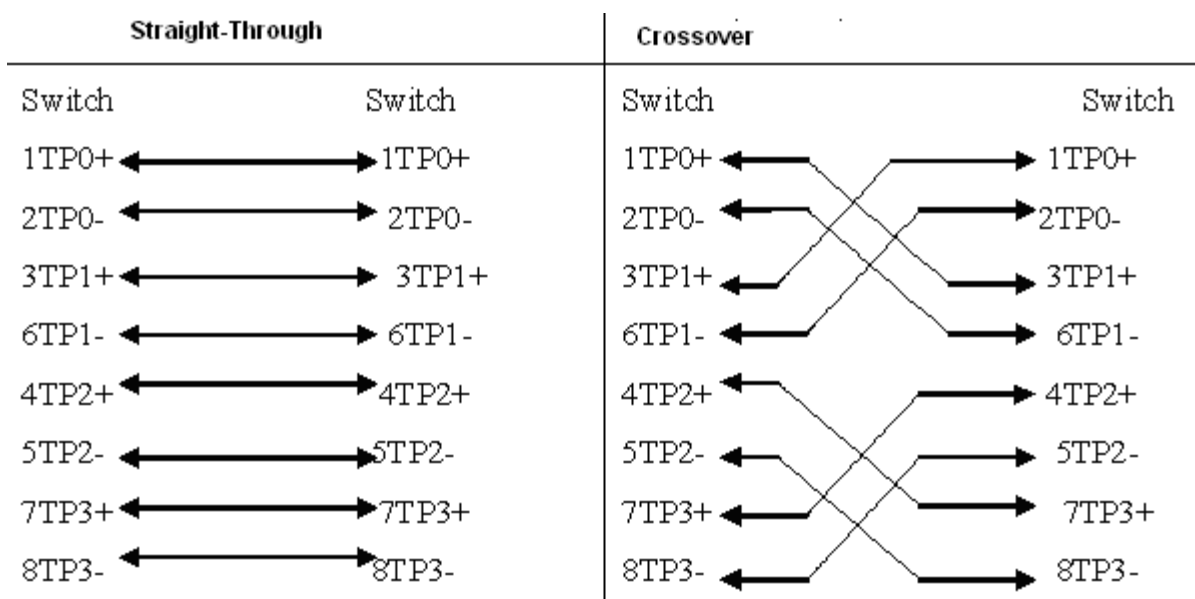 Straight-Through
Crossover
Switch Switch
Switch Switch
1TP0+ 1TP0+
1TP0+ 1TP0+
2TP0- 2TP0-
2TP0- 2TP0-
3TP1+ 3TP1+
3TP1+ 3TP1+
6TP1- 6TP1-
6TP1- 6TP1-
4TP2+ 4TP2+
4TP2+ 4TP2+
5TP2- 5TP2-
5TP2- 5TP2-
7TP3+ 7TP3+
7TP3+ 7TP3+
8TP3- 8TP3-
8TP3- 8TP3-